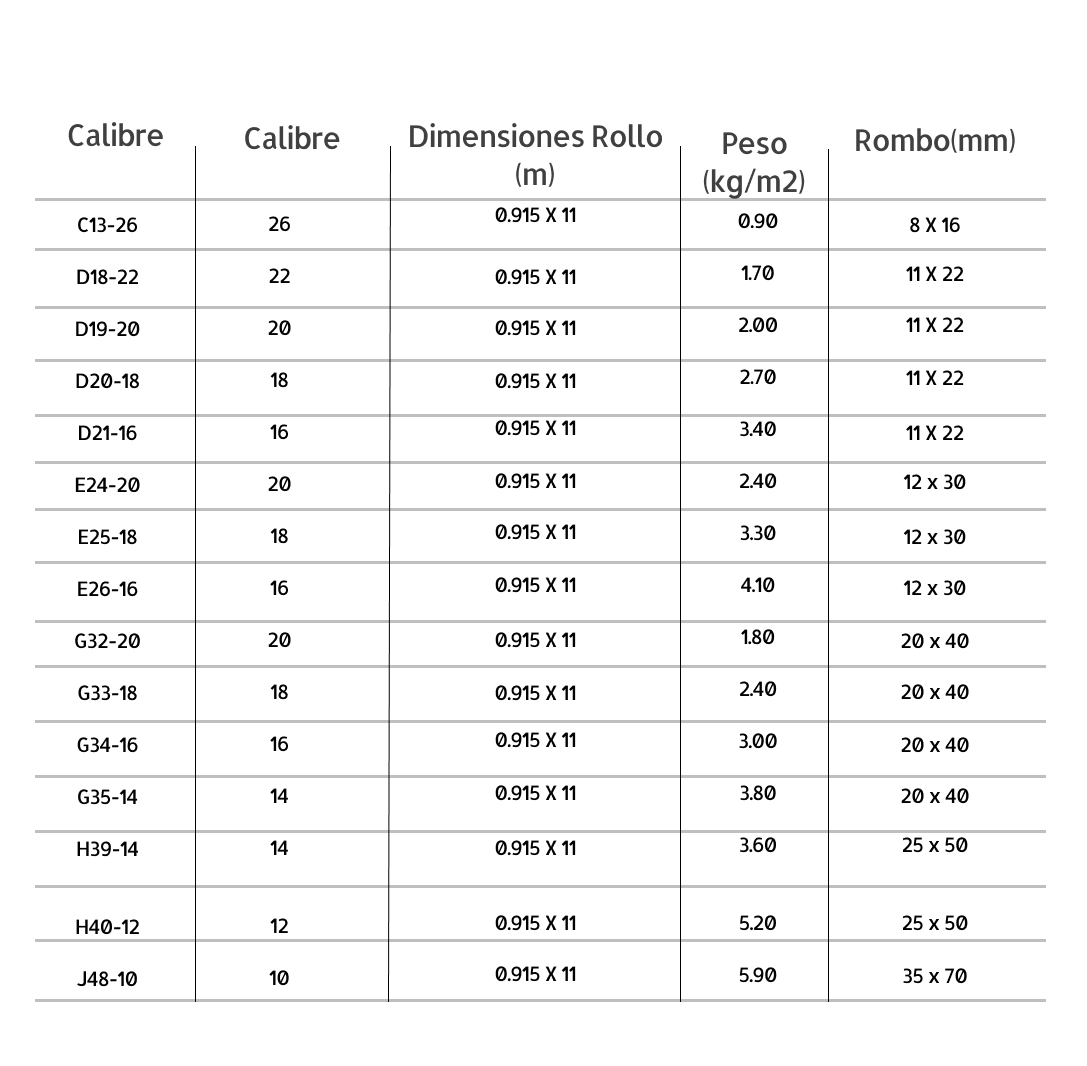 Calibre Calibre Dimensiones Rollo (m) Peso (kg/m2) Rombo(mm)
C13-26 26 0.915 X 11 0.90 8 X 16
D18-22 22 0.915 X 11 1.70 11 X 22
D19-20 20 0.915 X 11 2.00 11 X 22
D20-18 18 0.915 X 11 2.70 11 X 22
D21-16 16 0.915 X 11 3.40 11 X 22
E24-20 20 0.915 X 11 2.40 12 x 30
E25-18 18 0.915 X 11 3.30 12 x 30
E26-16 16 0.915 X 11 4.10 12 x 30
G32-20 20 0.915 X 11 1.80 20 x 40
G33-18 18 0.915 X 11 2.40 20 x 40
G34-16 16 0.915 X 11 3.00 20 x 40
G35-14 14 0.915 X 11 3.80 20 x 40
H39-14 14 0.915 X 11 3.60 25 x 50
H40-12 12 0.915 X 11 5.20 25 x 50
J48-10 10 0.915 X 11 5.90 35 x 70